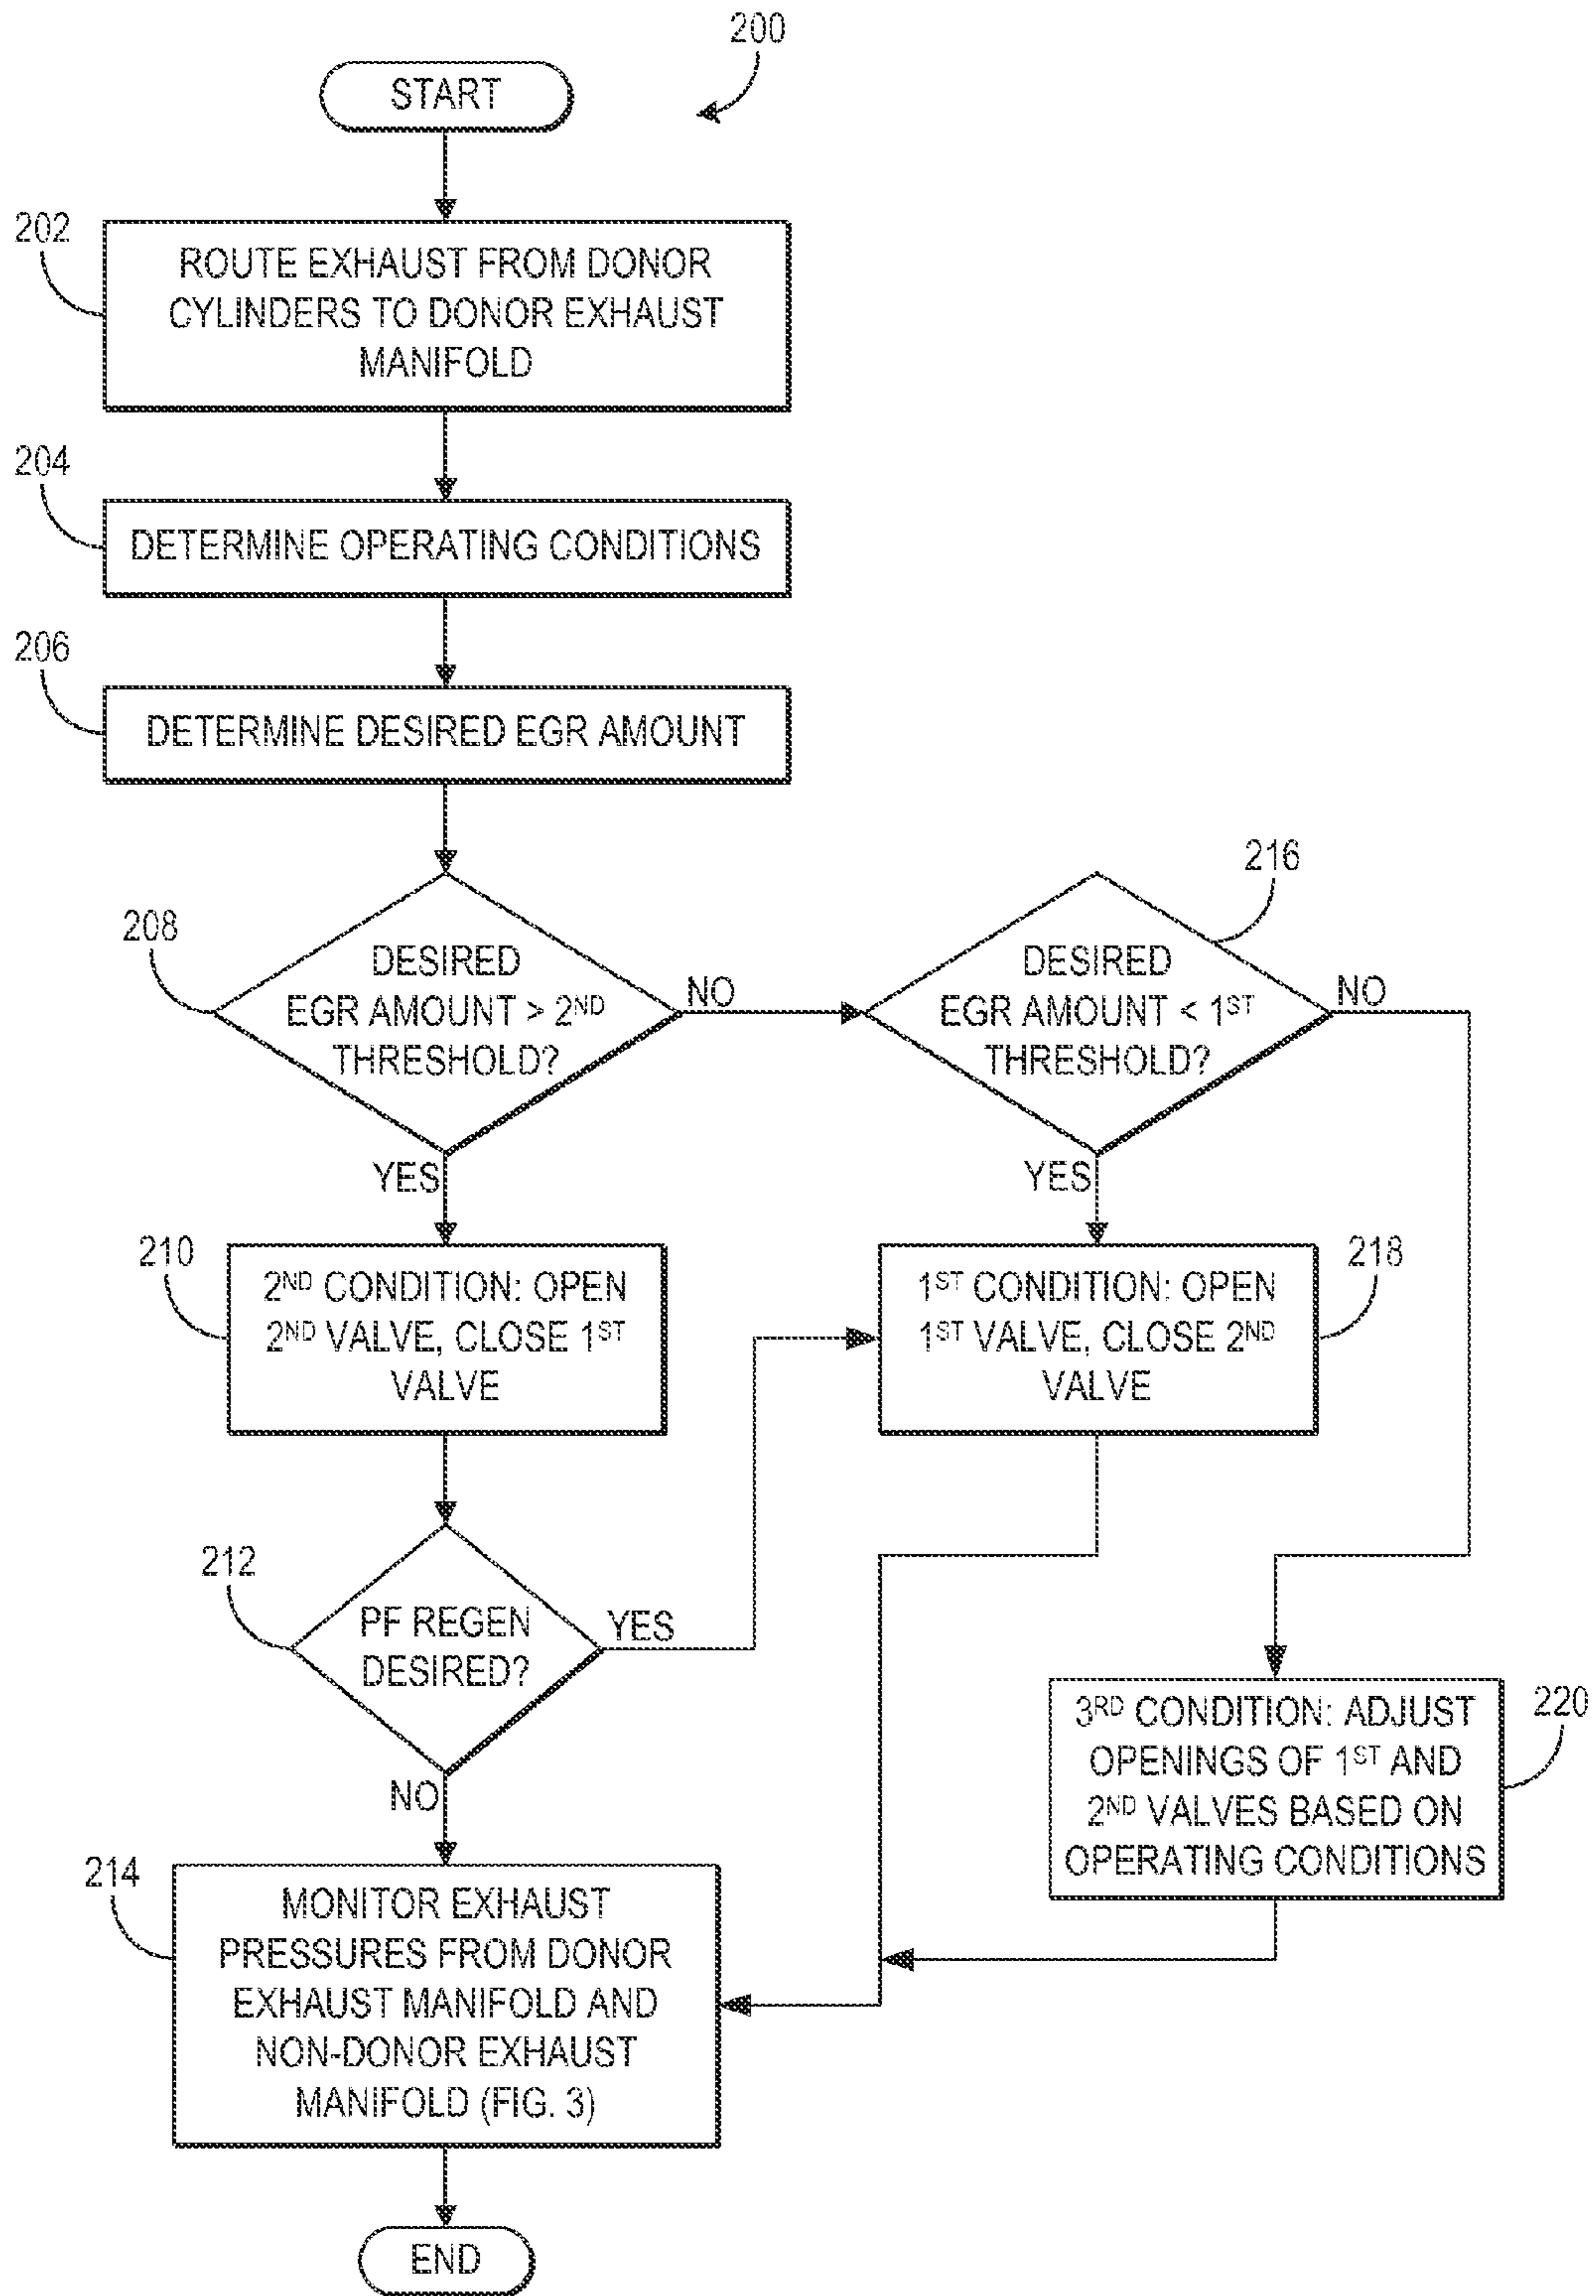 200
START
202
ROUTE EXHAUST FROM DONOR
CYLINDERS TO DONOR EXHAUST
MANIFOLD
204
DETERMINE OPERATING CONDITIONS
206
DETERMINE DESIRED EGR AMOUNT
208
DESIRED
EGR AMOUNT > 2ND
THRESHOLD?
NO
YES
216
DESIRED
EGR AMOUNT < 1ST
THRESHOLD?
NO
YES
210
2ND CONDITION: OPEN
2ND VALVE, CLOSE 1ST
VALVE
218
1ST CONDITION: OPEN
1ST VALVE, CLOSE 2ND
VALVE
212
PF REGEN
DESIRED?
YES
NO
220
3RD CONDITION: ADJUST
OPENINGS OF 1ST AND
2ND VALVES BASED ON
OPERATING CONDITIONS
214
MONITOR EXHAUST
PRESSURES FROM DONOR
EXHAUST MANIFOLD AND
NON-DONOR EXHAUST
MANIFOLD (FIG. 3)
END